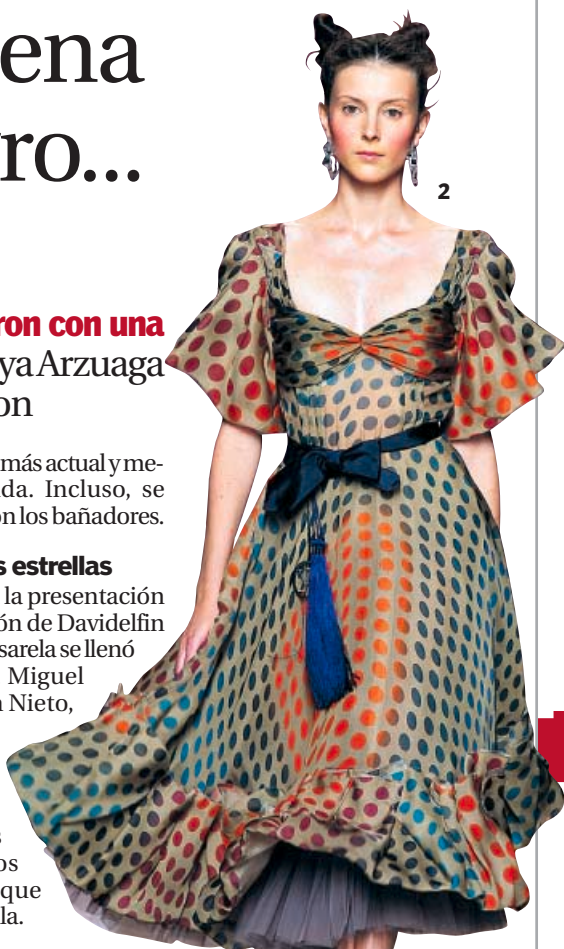 ena
ro...
2
ron con una
ya Arzuaga
on
más actual y me-
da. Incluso, se
on los bañadores.
s estrellas
la presentación
ón de Davidelfin
sarela se llenó
Miguel
n Nieto,
s
os
que
la.